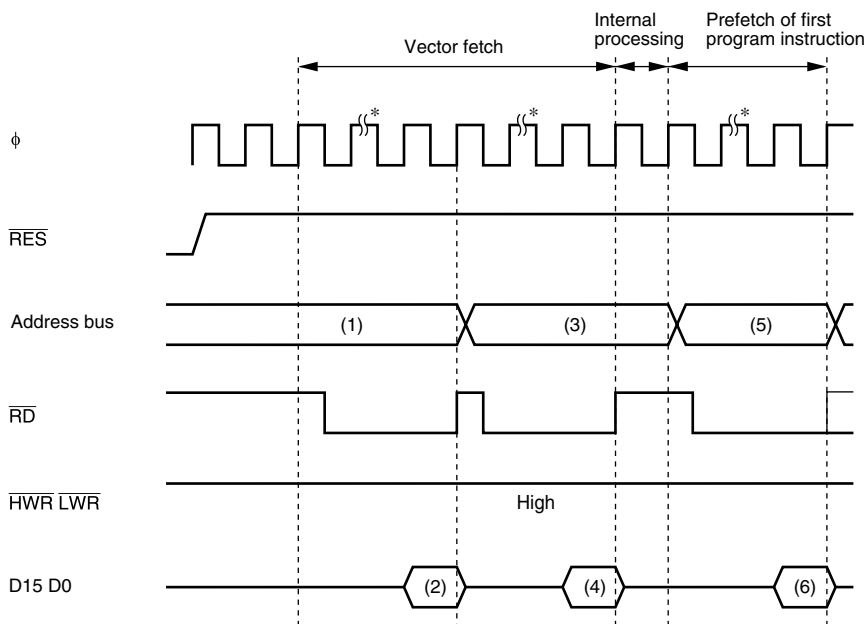 Vector fetch
Internal
processing
Prefetch of first
program instruction
ϕ
*
*
*
RES
Address bus
(1)
(3)
(5)
RD
HWR LWR
High
D15 D0
(2)
(4)
(6)